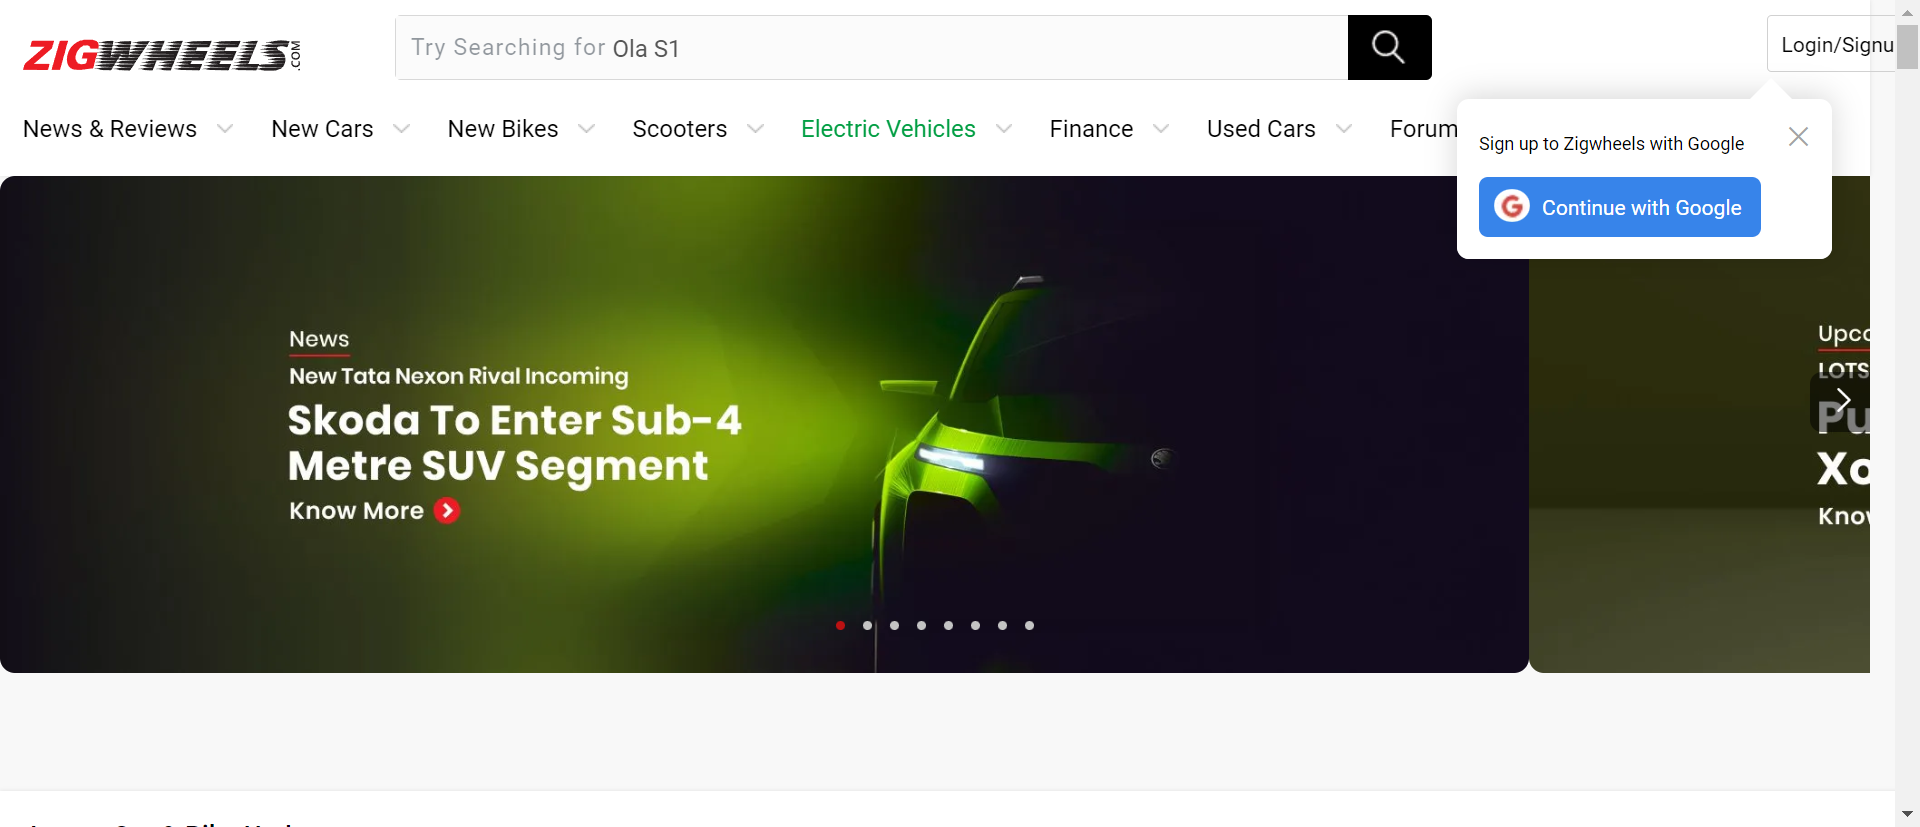 ZIGWHEELS.COM
Try Searching for Ola S1
Login/Signu
News & Reviews
New Cars
New Bikes
Scooters
Electric Vehicles
Finance
Used Cars
Forum
Sign up to Zigwheels with Google
Continue with Google
News
New Tata Nexon Rival Incoming
Skoda To Enter Sub-4
Metre SUV Segment
Know More
Upco
LOTS
Pu
Xo
Know